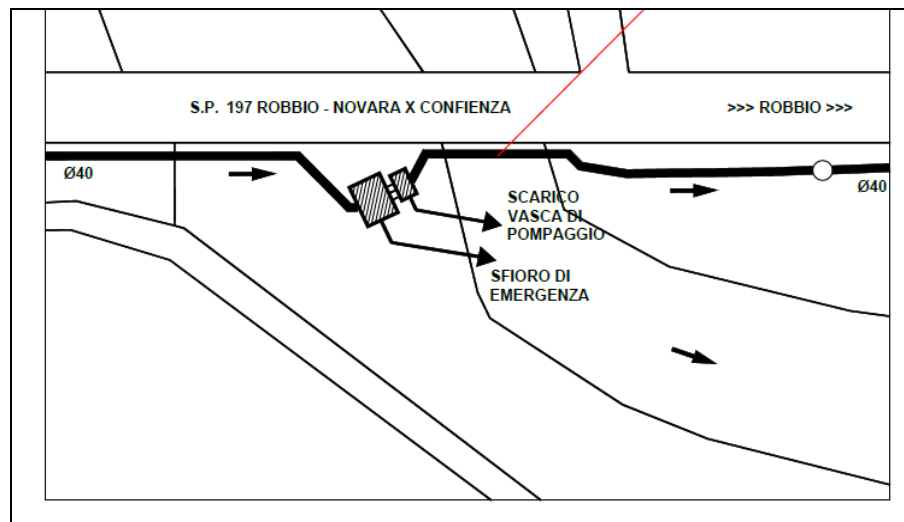 S.P. 197 ROBBIO - NOVARA X CONFIENZA
>>> ROBBIO >>>
Ø40
Ø40
SCARICO
VASCA DI
POMPAGGIO
SFIORO DI
EMERGENZA